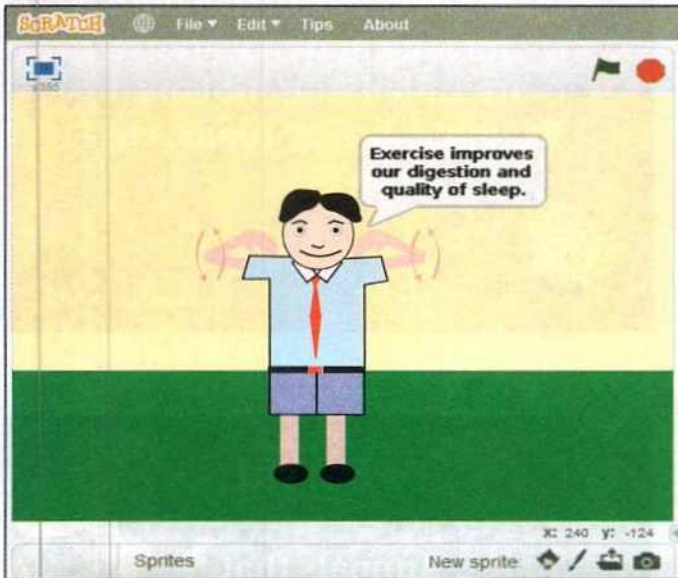 SCRATCH File Edit Tips About
Exercise improves
our digestion and
quality of sleep.
X: 240 y: -124
Sprites New sprite: